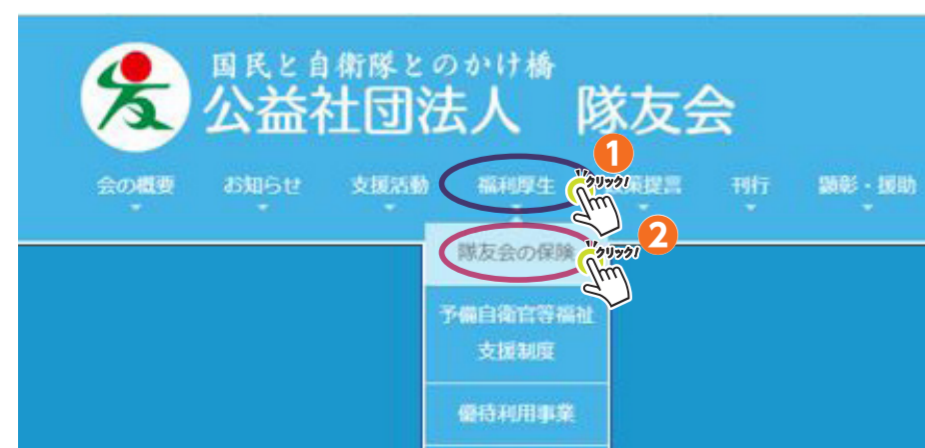 国民と自衛隊とのかけ橋
公益社団法人 隊友会
1
会の概要 お知らせ 支援活動 福利厚生 クリック! 策提言 刊行 顕彰・援助
2
隊友会の保険 クリック!
予備自衛官等福祉
支援制度
優待利用事業